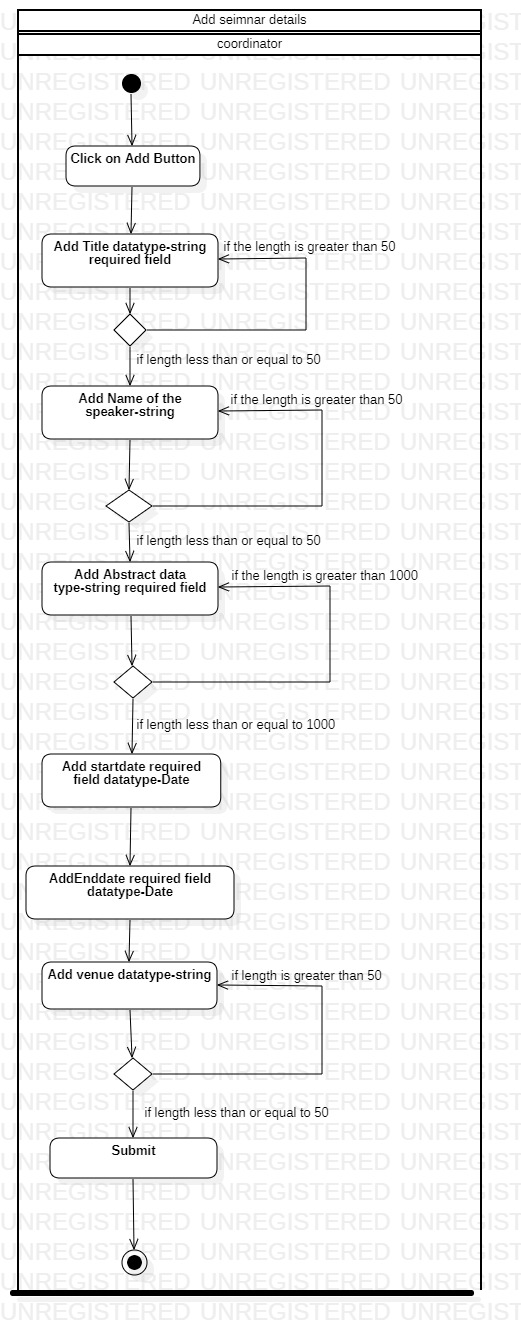 Add seimnar details
coordinator
Click on Add Button
Add Title datatype-string
required field
if the length is greater than 50
if length less than or equal to 50
Add Name of the
speaker-string
if the length is greater than 50
if length less than or equal to 50
Add Abstract data
type-string required field
if the length is greater than 1000
if length less than or equal to 1000
Add startdate required
field datatype-Date
AddEnddate required field
datatype-Date
Add venue datatype-string
if length is greater than 50
if length less than or equal to 50
Submit
UNREGISTERED